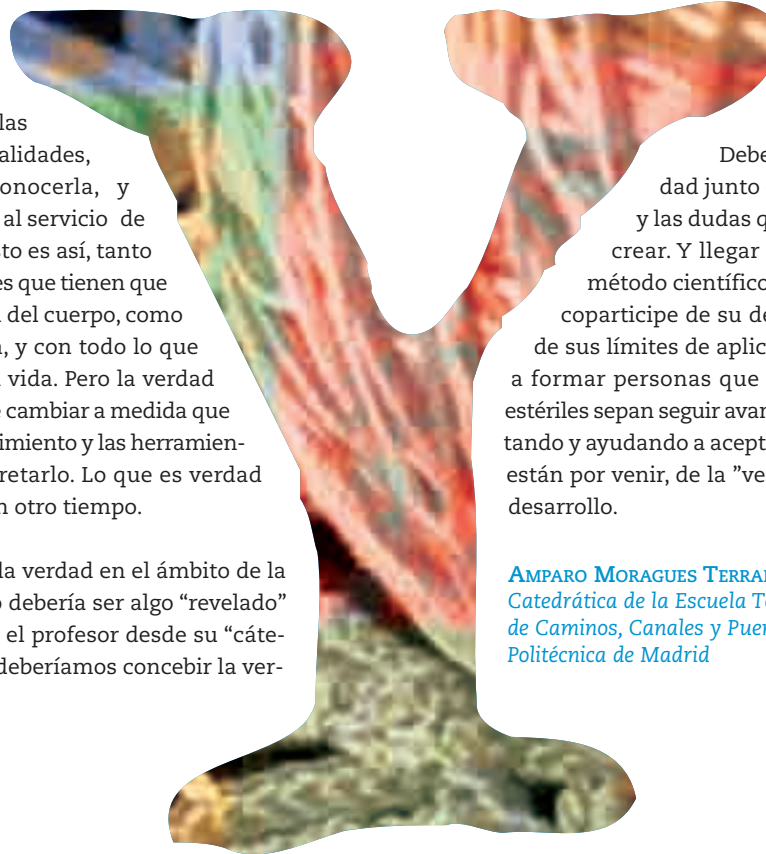 las
alidades,
onocerla, y
al servicio de
sto es así, tanto
es que tienen que
del cuerpo, como
, y con todo lo que
vida. Pero la verdad
e cambiar a medida que
imiento y las herramien-
retarlo. Lo que es verdad
n otro tiempo.
la verdad en el ámbito de la
o debería ser algo “revelado”
el profesor desde su “cáte-
deberíamos concebir la ver-
Y
Debe
dad junto
y las dudas q
crear. Y llegar
método científico
coparticipe de su de
de sus límites de aplic
a formar personas que
estériles sepan seguir avan
tando y ayudando a acept
están por venir, de la ”ve
desarrollo.
AMPARO MORAGUES TERRA
Catedrática de la Escuela T
de Caminos, Canales y Puer
Politécnica de Madrid